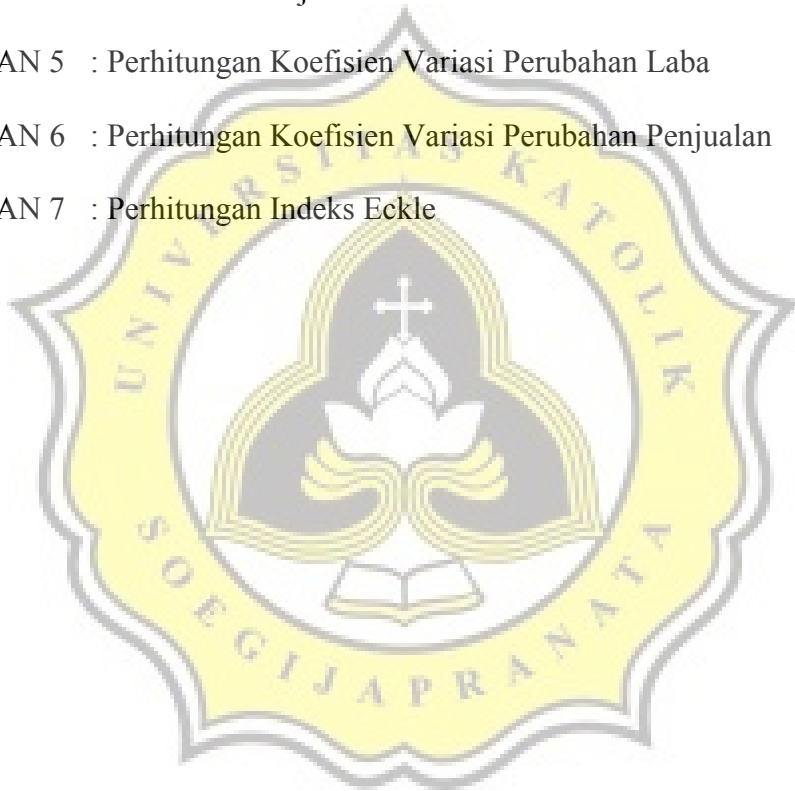 AN 5 : Perhitungan Koefisien Variasi Perubahan Laba
AN 6 : Perhitungan Koefisien Variasi Perubahan Penjualan
AN 7 : Perhitungan Indeks Eckle
UNIVERSITAS KATOLIK
SOEGIJAPRANATA